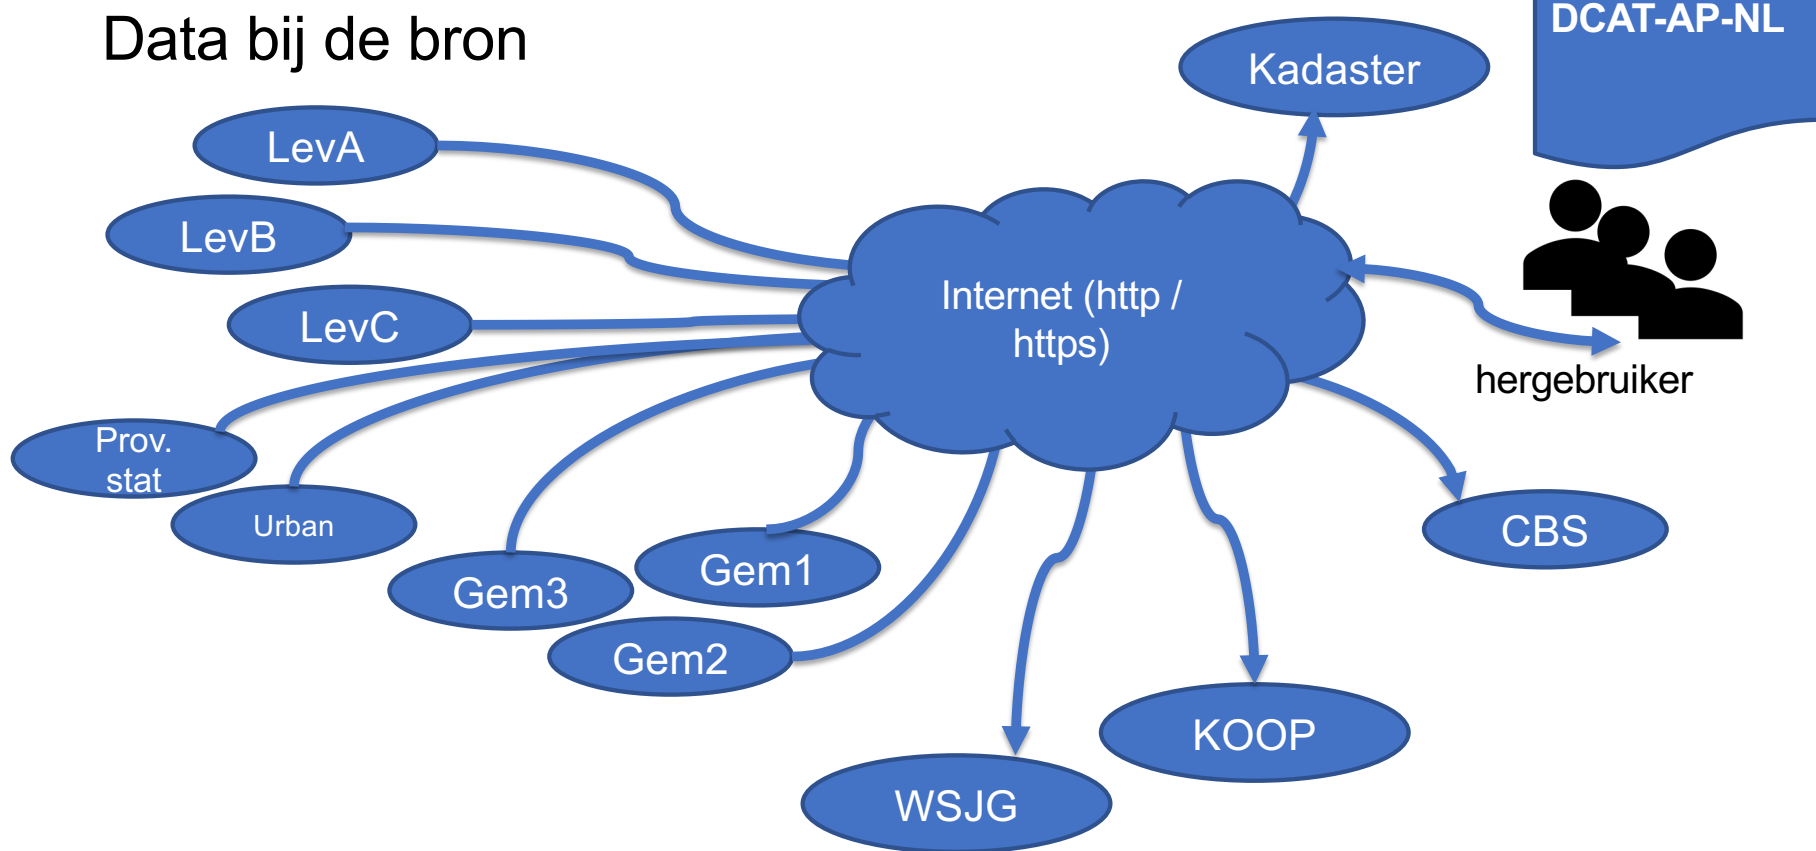 Data bij de bron
DCAT-AP-NL
Kadaster
LevA
LevB
Internet (http /
https)
LevC
hergebruiker
Prov.
stat
Urban
CBS
Gem1
Gem3
Gem2
KOOP
WSJG